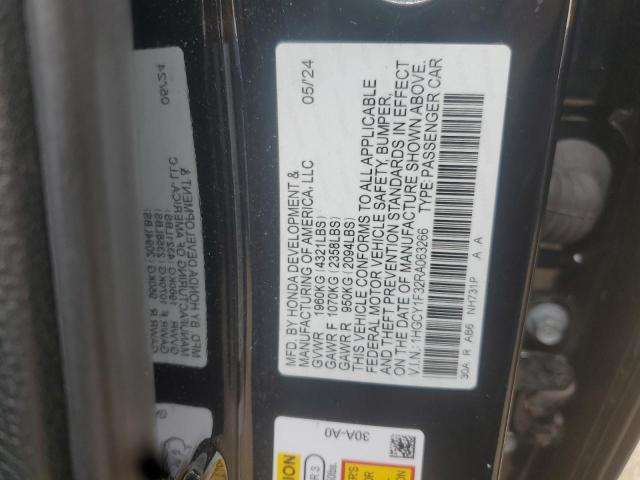 MFD. BY HONDA DEVELOPMENT & 05/'24
MANUFACTURING OF AMERICA, LLC
GVWR 1960KG (4321LBS)
GAWR F 1070KG (2358LBS)
GAWR R 950KG (2094LBS)
THIS VEHICLE CONFORMS TO ALL APPLICABLE
FEDERAL MOTOR VEHICLE SAFETY, BUMPER,
AND THEFT PREVENTION STANDARDS IN EFFECT
ON THE DATE OF MANUFACTURE SHOWN ABOVE.
V.I.N.: 1HGCY1F32RA063266 TYPE: PASSENGER CAR
30A R AB6 NH731P A A
30A-A0